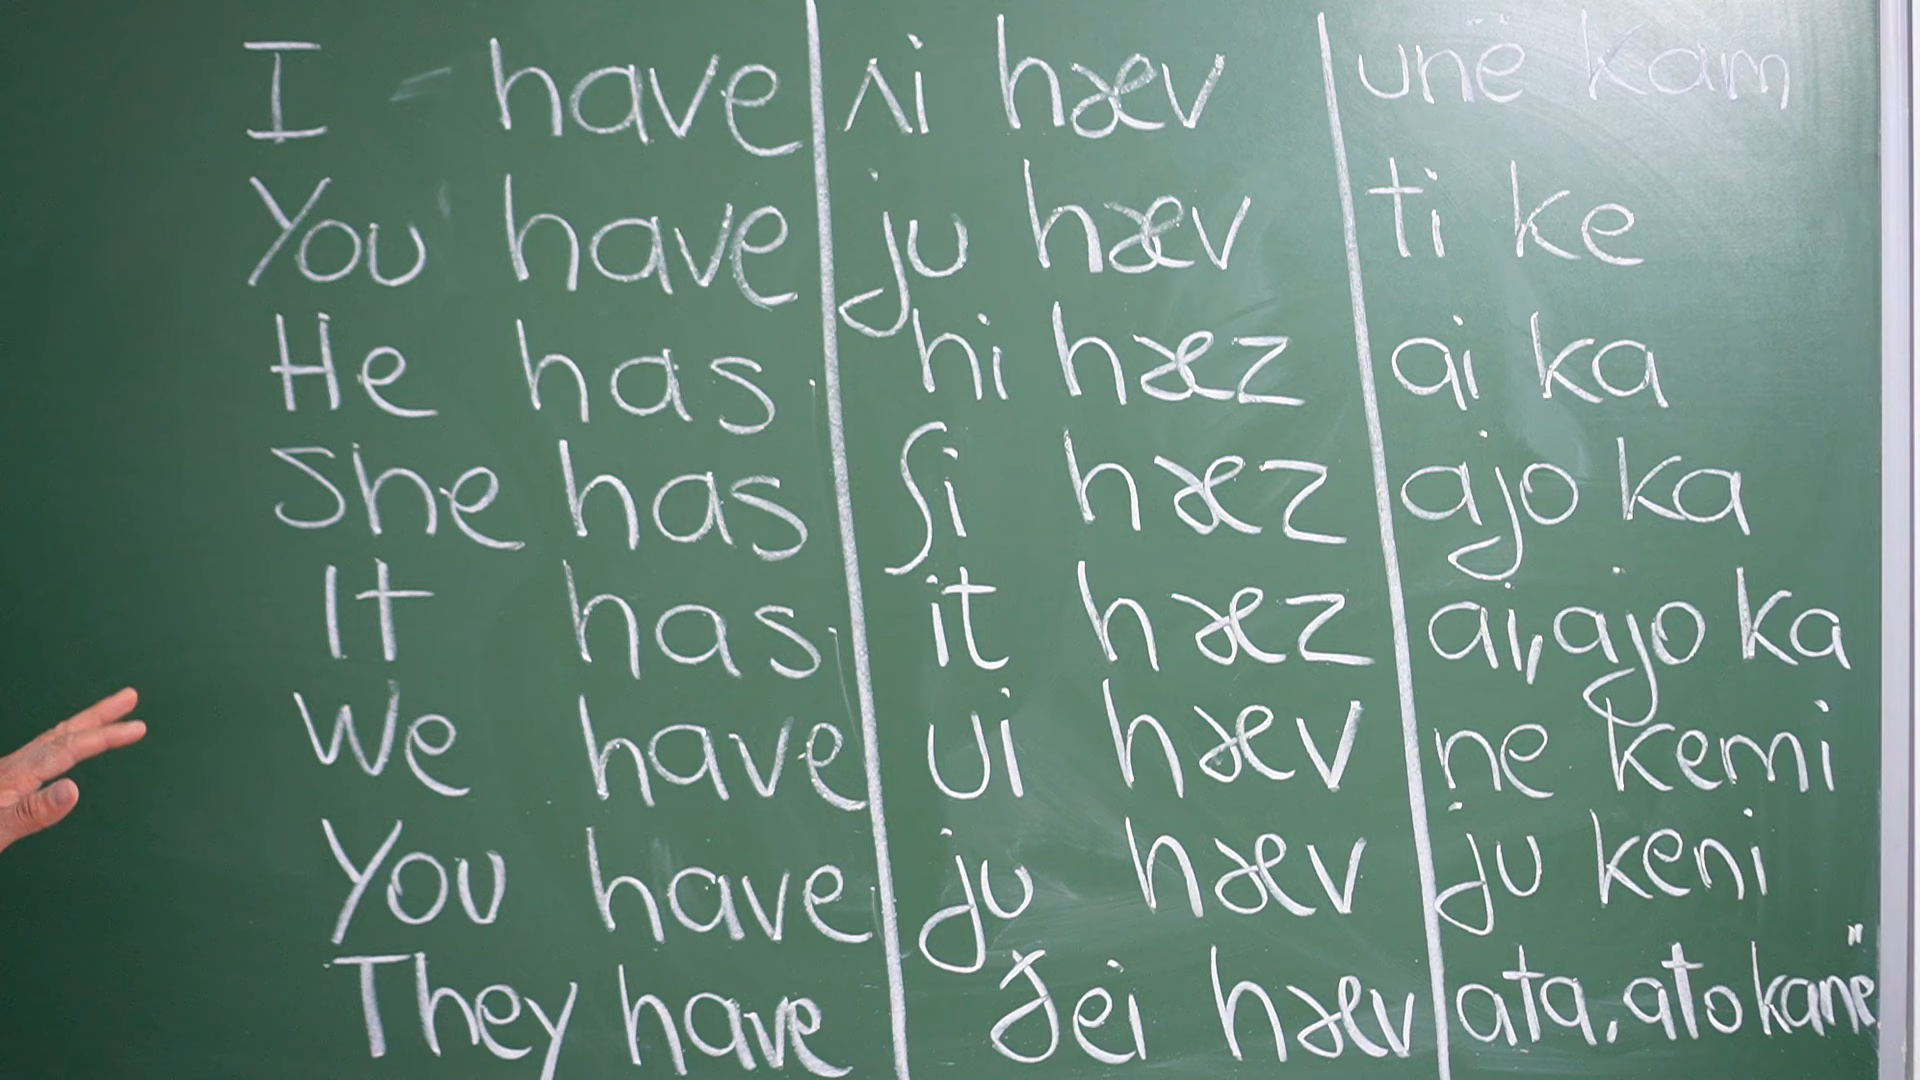 I have ʌi hæv unë kam
You have ju hæv ti ke
He has hi hæz ai ka
She has ʃi hæz ajo ka
It has it hæz ai, ajo ka
We have ui hæv ne kemi
You have ju hæv ju keni
They have ðei hæv ata, ato kanë